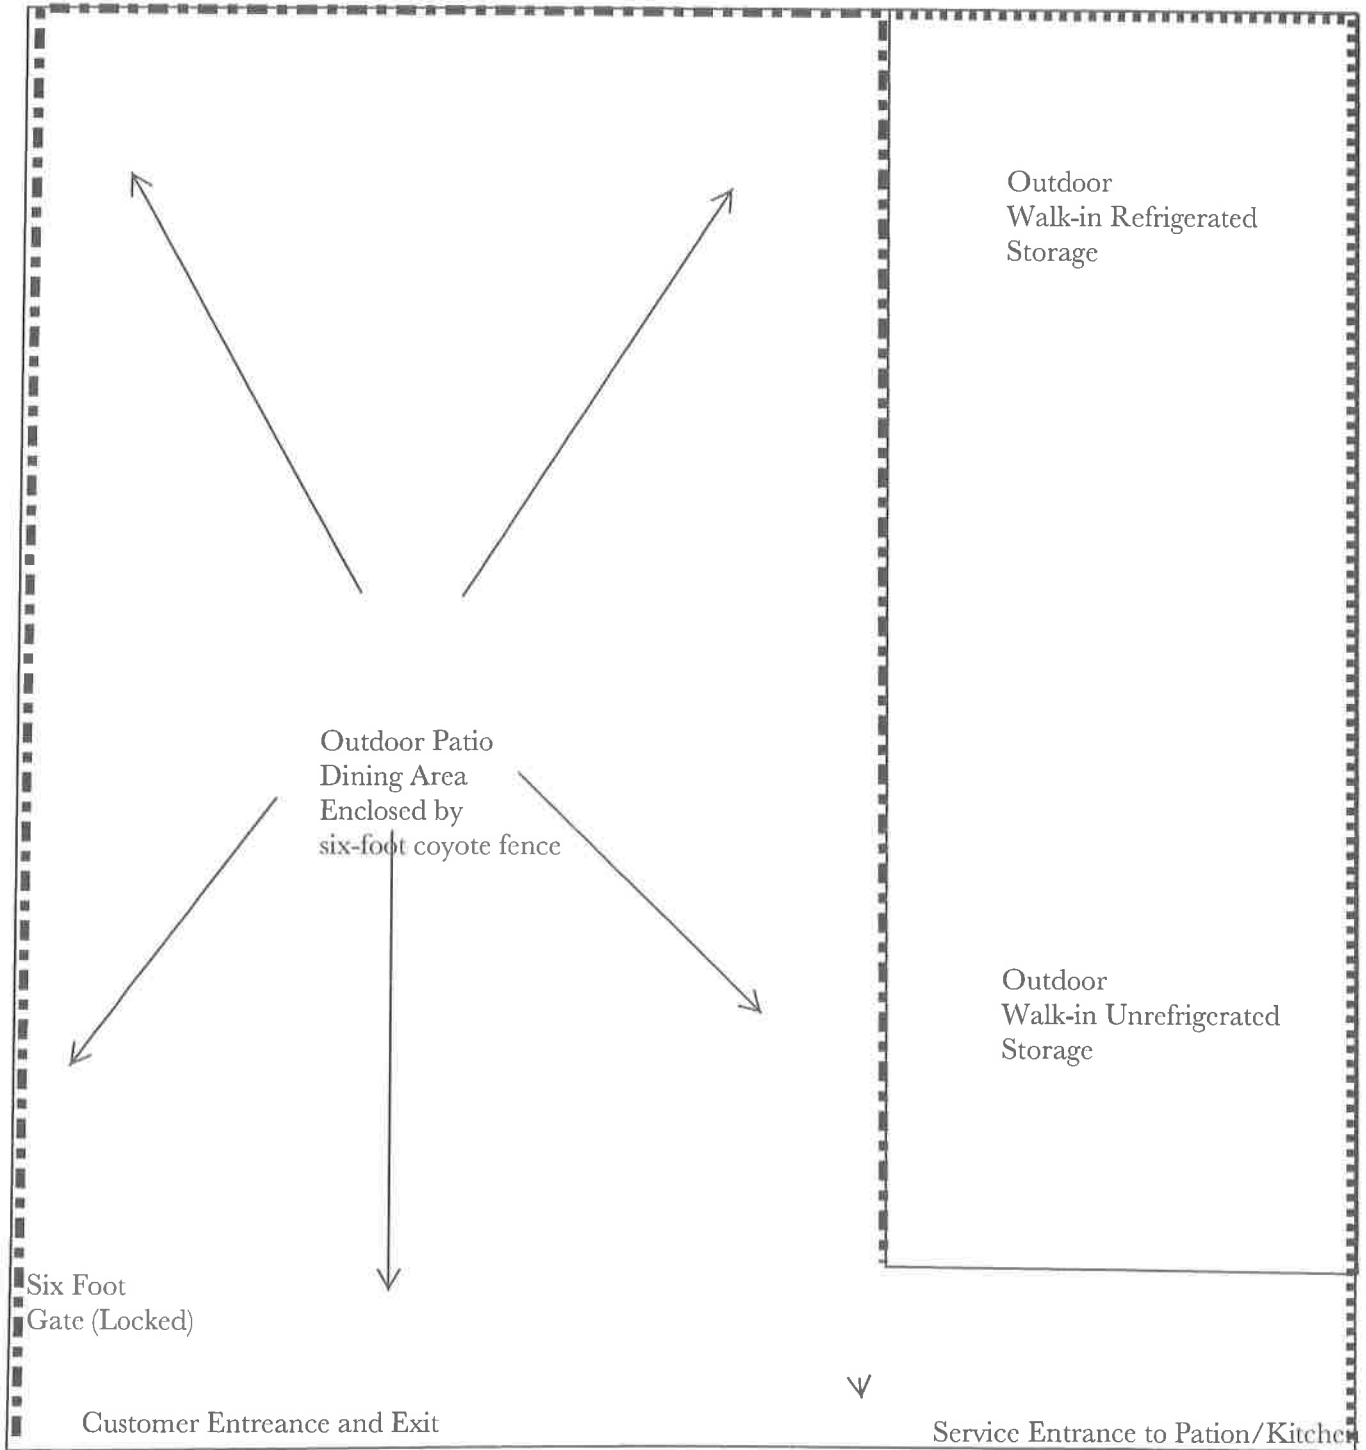 Outdoor
Walk-in Refrigerated
Storage
Outdoor Patio
Dining Area
Enclosed by
six-foot coyote fence
Outdoor
Walk-in Unrefrigerated
Storage
Six Foot
Gate (Locked)
Customer Entreance and Exit
Service Entrance to Pation/Kitchen